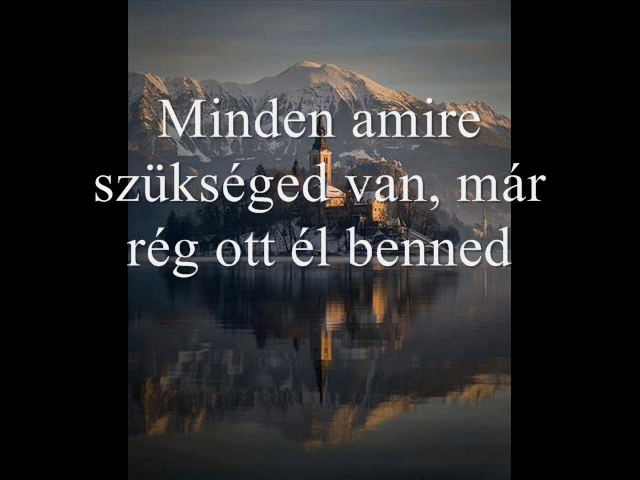 Minden amire
szükséged van, már
rég ott él benned